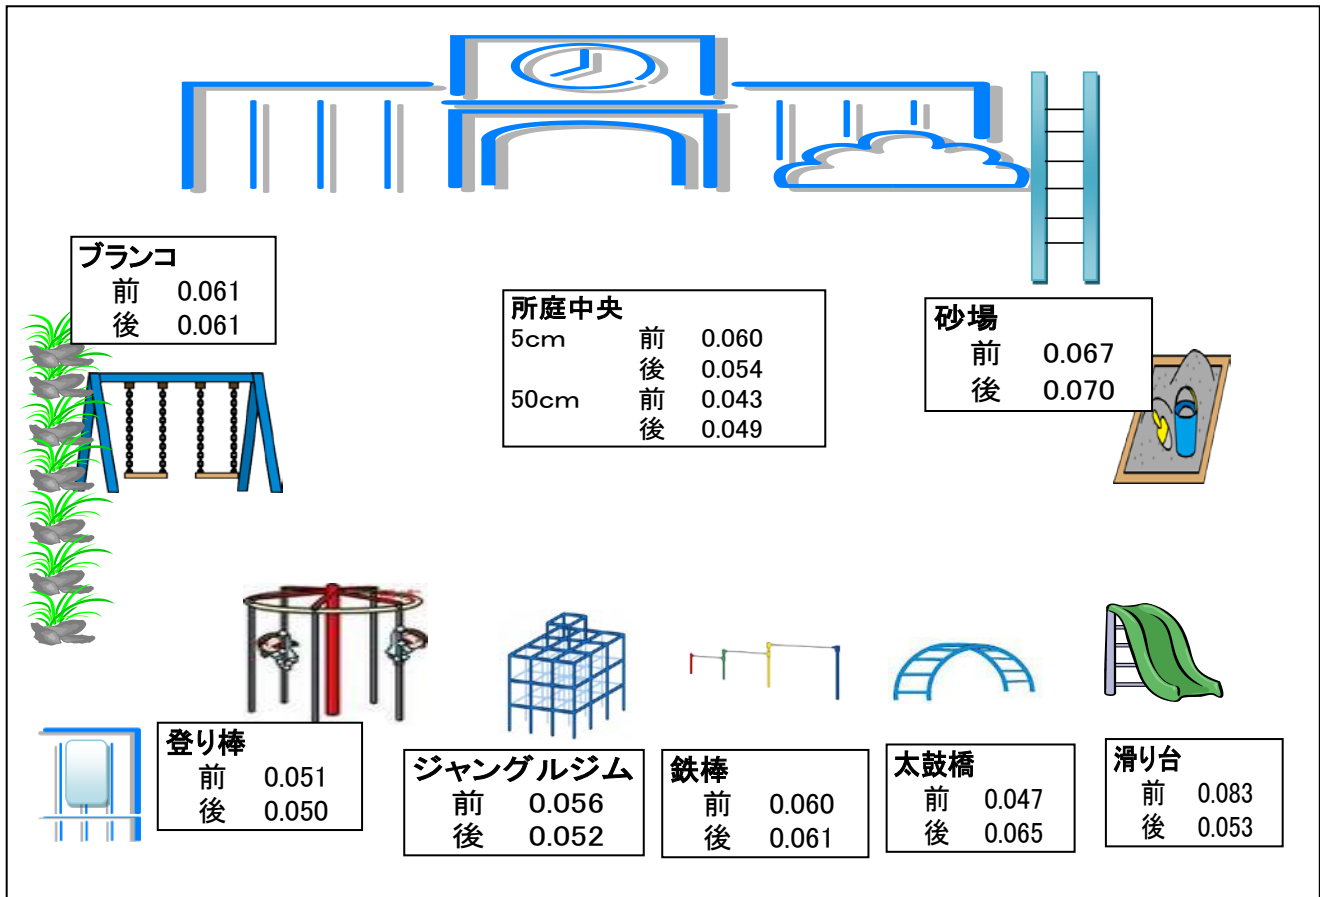 ブランコ
前 0.061
後 0.061
所庭中央
5cm 前 0.060
後 0.054
50cm 前 0.043
後 0.049
砂場
前 0.067
後 0.070
登り棒
前 0.051
後 0.050
ジャングルジム
前 0.056
後 0.052
鉄棒
前 0.060
後 0.061
太鼓橋
前 0.047
後 0.065
滑り台
前 0.083
後 0.053